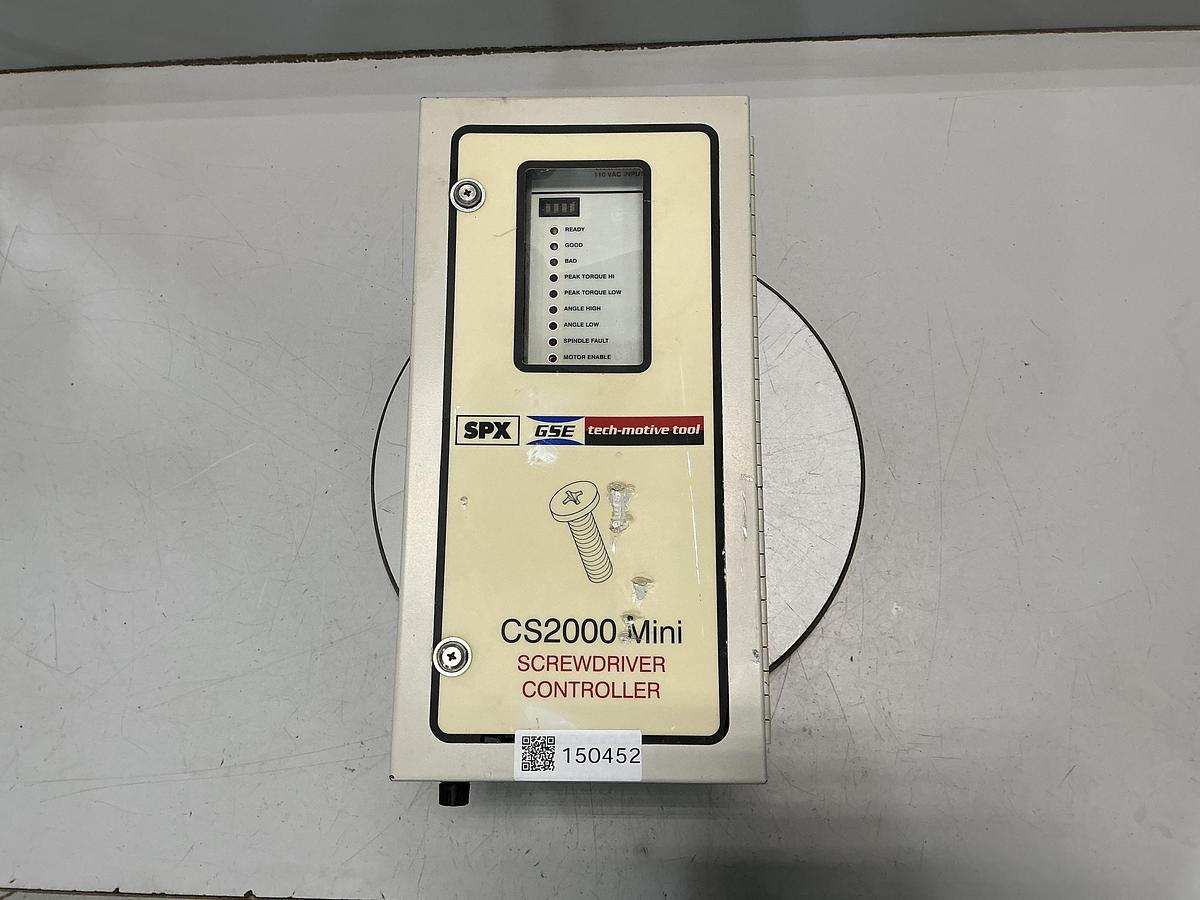 110 VAC INPUT
READY
GOOD
BAD
PEAK TORQUE HI
PEAK TORQUE LOW
ANGLE HIGH
ANGLE LOW
SPINDLE FAULT
MOTOR ENABLE
SPX GSE tech-motive tool
CS2000 Mini
SCREWDRIVER
CONTROLLER
150452